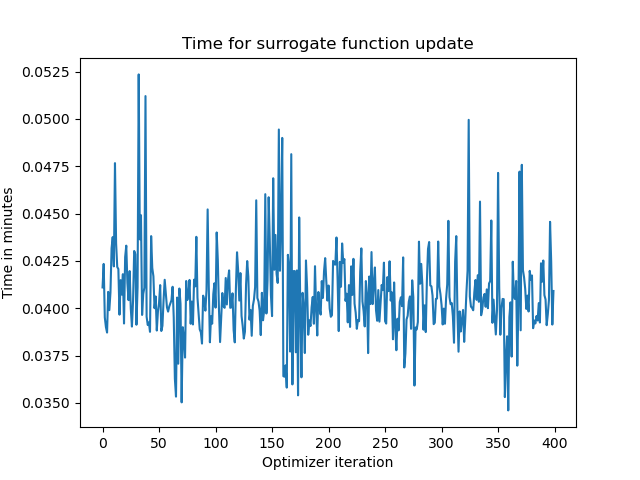 Time for surrogate function update
0.0525
0.0500
0.0475
0.0450
0.0425
0.0400
0.0375
0.0350
Time in minutes
0 50 100 150 200 250 300 350 400
Optimizer iteration